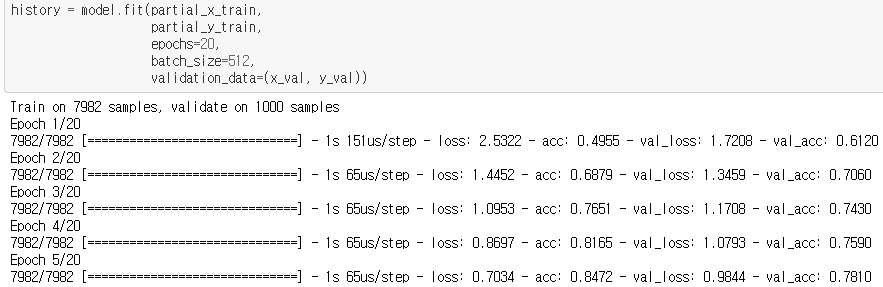 history = model.fit(partial_x_train,
partial_y_train,
epochs=20,
batch_size=512,
validation_data=(x_val, y_val))
Train on 7982 samples, validate on 1000 samples
Epoch 1/20
7982/7982 [==============================] - 1s 151us/step - loss: 2.5322 - acc: 0.4955 - val_loss: 1.7208 - val_acc: 0.6120
Epoch 2/20
7982/7982 [==============================] - 1s 65us/step - loss: 1.4452 - acc: 0.6879 - val_loss: 1.3459 - val_acc: 0.7060
Epoch 3/20
7982/7982 [==============================] - 1s 65us/step - loss: 1.0953 - acc: 0.7651 - val_loss: 1.1708 - val_acc: 0.7430
Epoch 4/20
7982/7982 [==============================] - 1s 65us/step - loss: 0.8697 - acc: 0.8165 - val_loss: 1.0793 - val_acc: 0.7590
Epoch 5/20
7982/7982 [==============================] - 1s 65us/step - loss: 0.7034 - acc: 0.8472 - val_loss: 0.9844 - val_acc: 0.7810